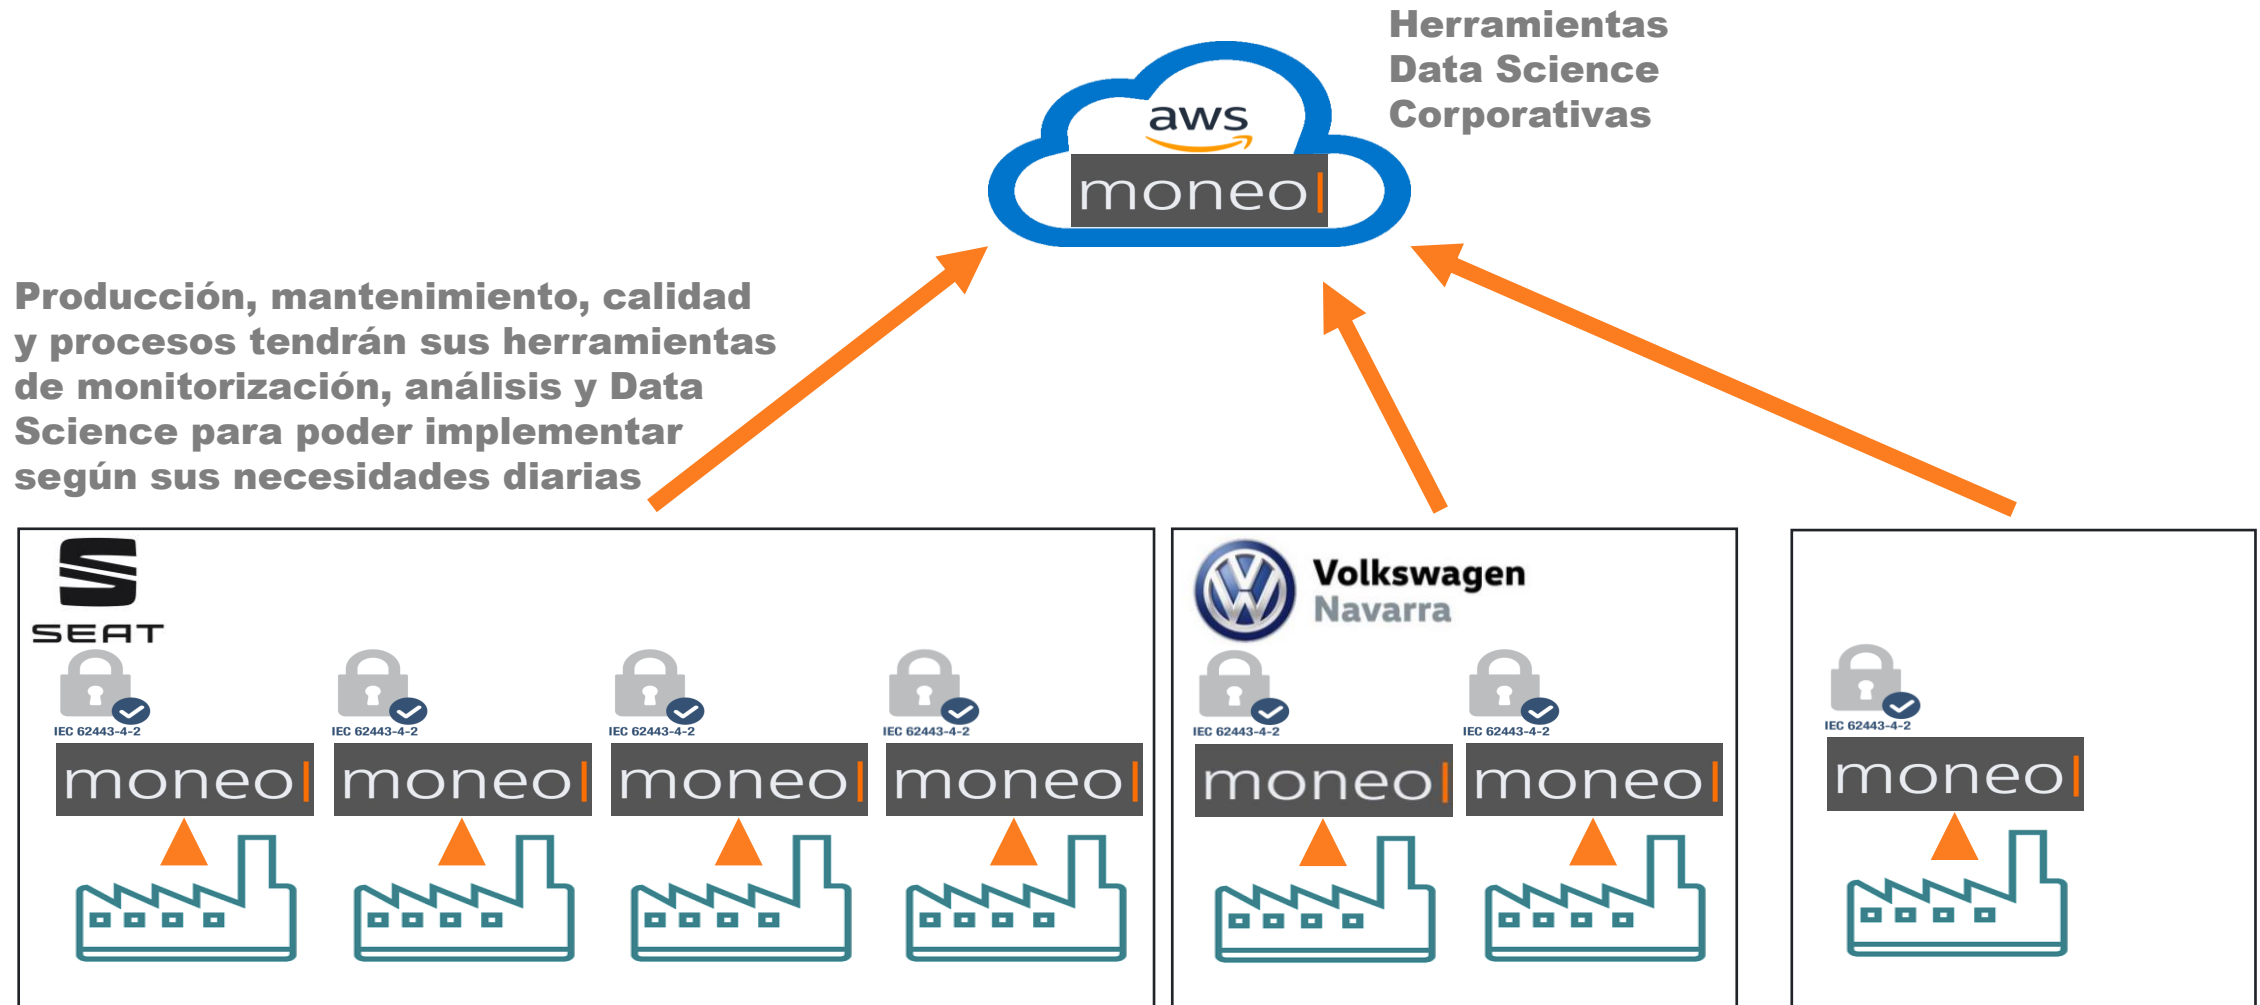 Herramientas
Data Science
Corporativas
aws
moneo
Producción, mantenimiento, calidad
y procesos tendrán sus herramientas
de monitorización, análisis y Data
Science para poder implementar
según sus necesidades diarias
SEAT
IEC 62443-4-2
IEC 62443-4-2
IEC 62443-4-2
IEC 62443-4-2
moneo
moneo
moneo
moneo
Volkswagen
Navarra
IEC 62443-4-2
IEC 62443-4-2
moneo
moneo
IEC 62443-4-2
moneo